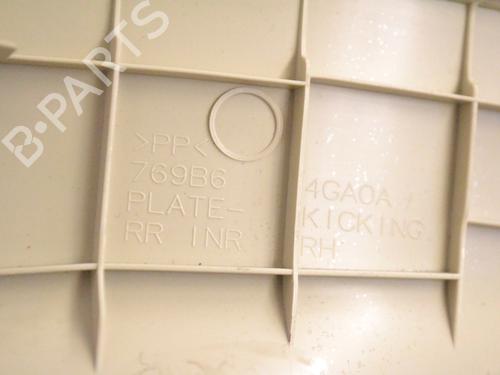 B-PARTS
>PP<
769B6 4GA0A
PLATE- KICKING
RR INR RH